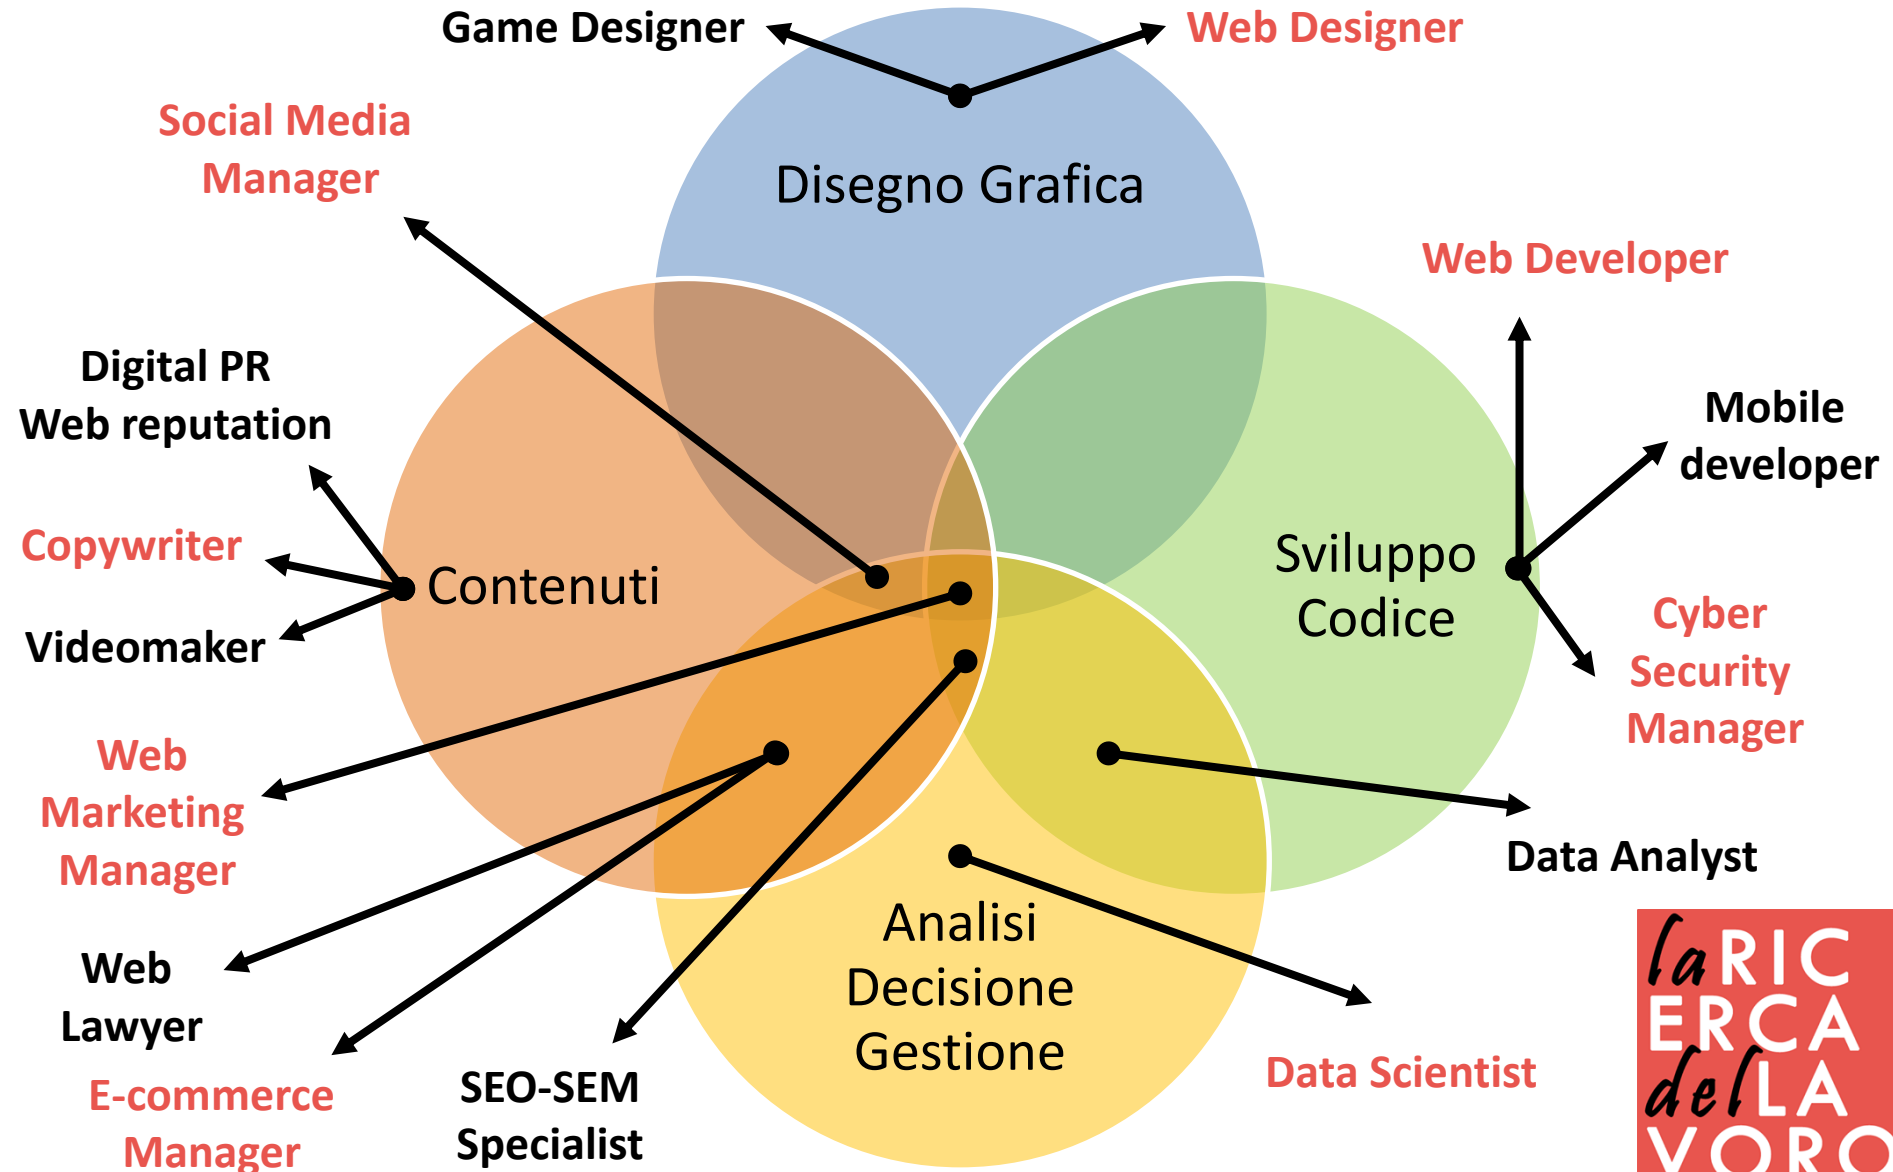 Game Designer
Web Designer
Social Media
Manager
Disegno Grafica
Web Developer
Digital PR
Web reputation
Mobile
developer
Copywriter
Contenuti
Sviluppo
Codice
Videomaker
Cyber
Security
Manager
Web
Marketing
Manager
Data Analyst
Web
Lawyer
Analisi
Decisione
Gestione
E-commerce
Manager
SEO-SEM
Specialist
Data Scientist
la RIC
ERCA
del LA
VORO